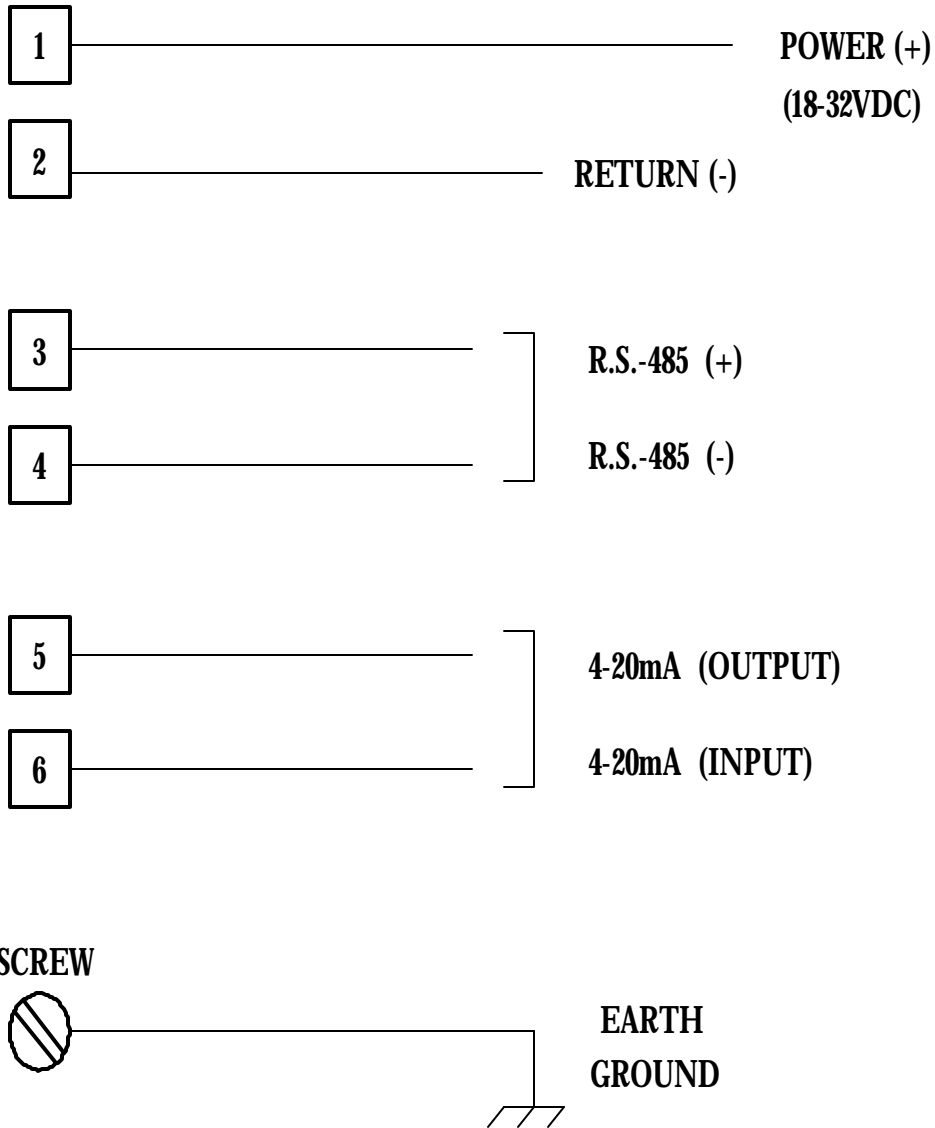 1
POWER (+)
(18-32VDC)
2
RETURN (-)
3
R.S.-485 (+)
4
R.S.-485 (-)
5
4-20mA (OUTPUT)
6
4-20mA (INPUT)
SCREW
EARTH
GROUND